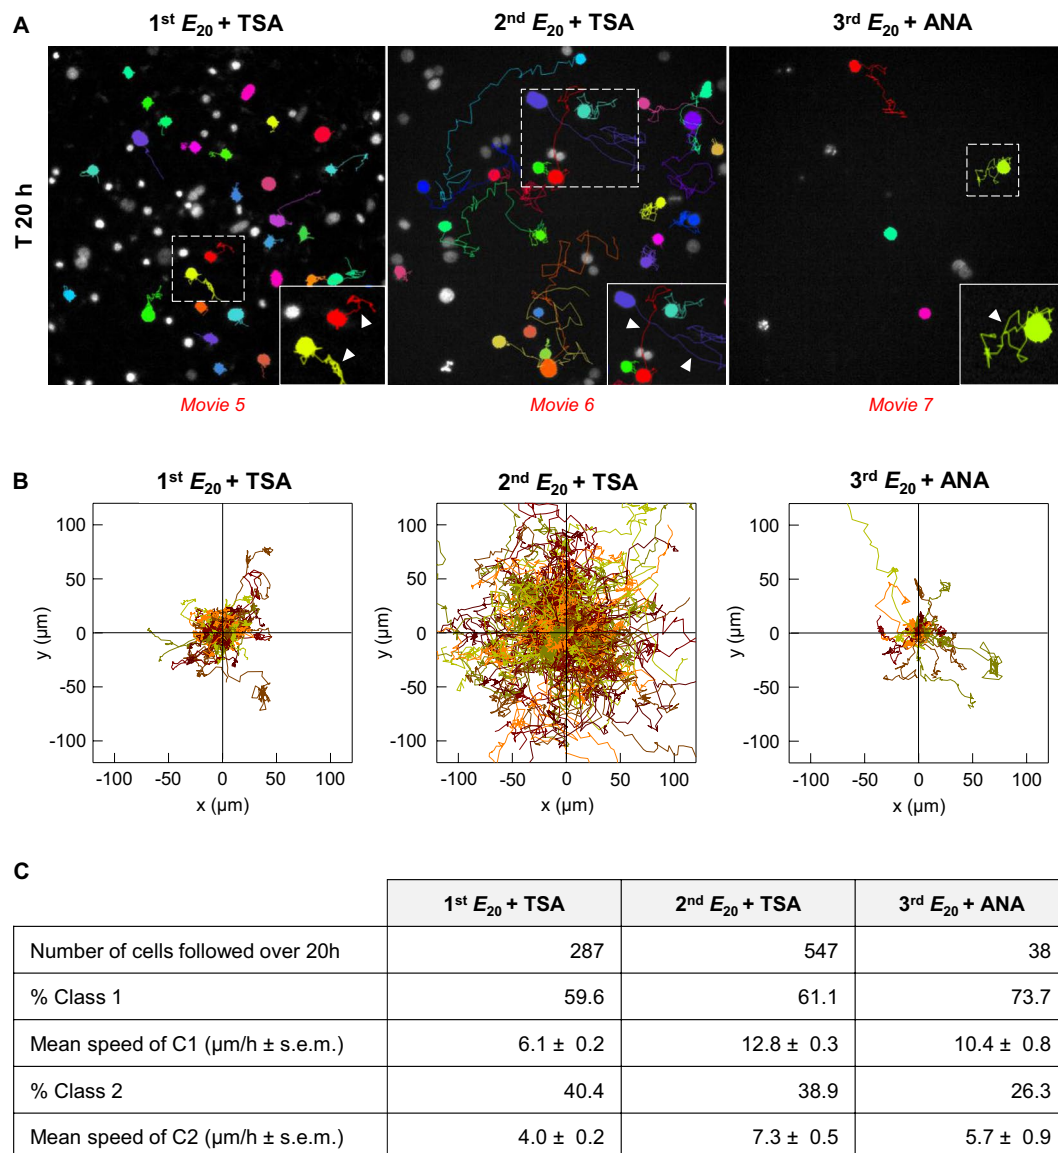 A
1st E20 + TSA 2nd E20 + TSA 3rd E20 + ANA
T 20 h
Movie 5 Movie 6 Movie 7
B
1st E20 + TSA 2nd E20 + TSA 3rd E20 + ANA
100 100 100
50 50 50
0 0 0
-50 -50 -50
-100 -100 -100
y (µm) y (µm) y (µm)
-100 -50 0 50 100 -100 -50 0 50 100 -100 -50 0 50 100
x (µm) x (µm) x (µm)
C
1st E20 + TSA 2nd E20 + TSA 3rd E20 + ANA
Number of cells followed over 20h 287 547 38
% Class 1 59.6 61.1 73.7
Mean speed of C1 (µm/h ± s.e.m.) 6.1 ± 0.2 12.8 ± 0.3 10.4 ± 0.8
% Class 2 40.4 38.9 26.3
Mean speed of C2 (µm/h ± s.e.m.) 4.0 ± 0.2 7.3 ± 0.5 5.7 ± 0.9